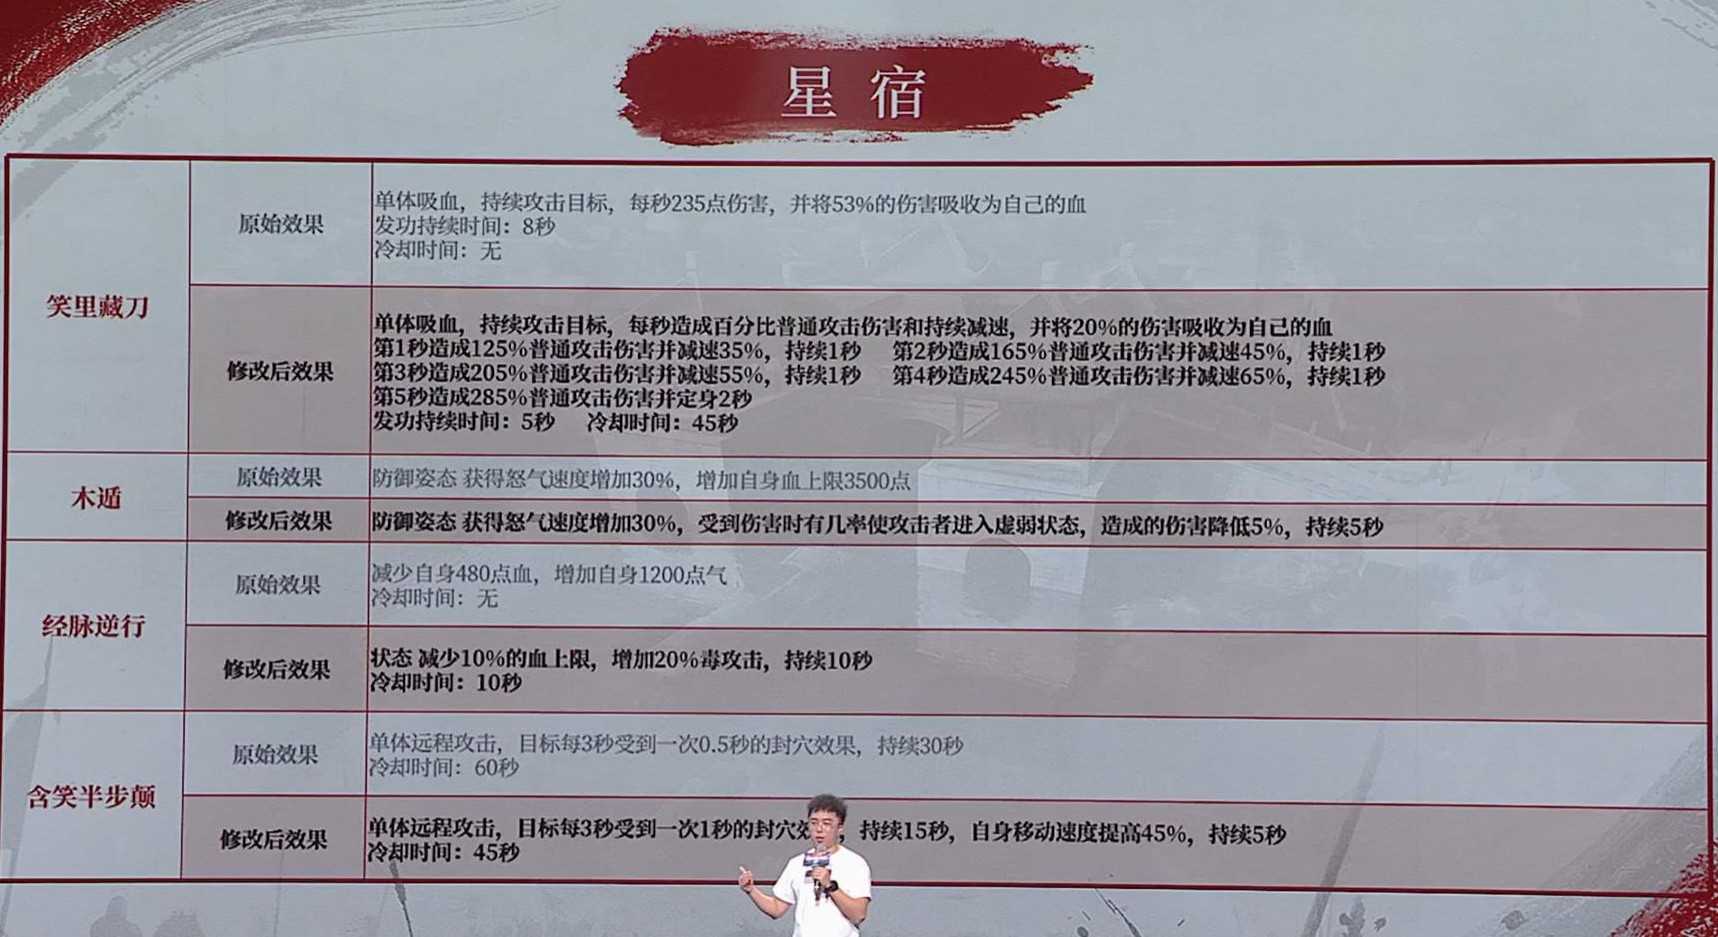 星宿
笑里藏刀
原始效果
单体吸血，持续攻击目标，每秒235点伤害，并将53%的伤害吸收为自己的血
发功持续时间：8秒
冷却时间：无
修改后效果
单体吸血，持续攻击目标，每秒造成百分比普通攻击伤害和持续减速，并将20%的伤害吸收为自己的血
第1秒造成125%普通攻击伤害并减速35%，持续1秒 第2秒造成165%普通攻击伤害并减速45%，持续1秒
第3秒造成205%普通攻击伤害并减速55%，持续1秒 第4秒造成245%普通攻击伤害并减速65%，持续1秒
第5秒造成285%普通攻击伤害并定身2秒
发功持续时间：5秒 冷却时间：45秒
木遁
原始效果
防御姿态 获得怒气速度增加30%，增加自身血上限3500点
修改后效果
防御姿态 获得怒气速度增加30%，受到伤害时有几率使攻击者进入虚弱状态，造成的伤害降低5%，持续5秒
经脉逆行
原始效果
减少自身480点血，增加自身1200点气
冷却时间：无
修改后效果
状态 减少10%的血上限，增加20%毒攻击，持续10秒
冷却时间：10秒
含笑半步颠
原始效果
单体远程攻击，目标每3秒受到一次0.5秒的封穴效果，持续30秒
冷却时间：60秒
修改后效果
单体远程攻击，目标每3秒受到一次1秒的封穴效 ，持续15秒，自身移动速度提高45%，持续5秒
冷却时间：45秒